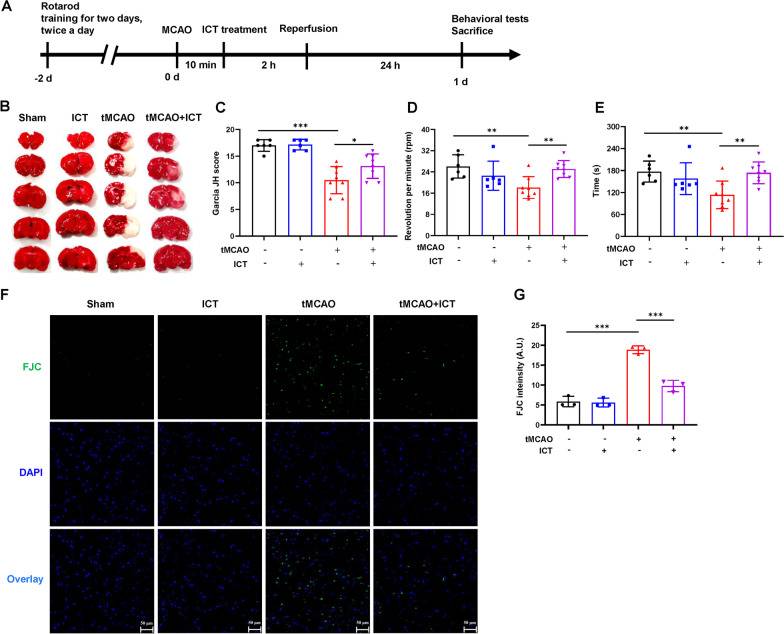 A
Rotarod
training for two days,
twice a day
MCAO
ICT treatment
Reperfusion
Behavioral tests
Sacrifice
10 min
2 h
24 h
-2 d
0 d
1 d
B
Sham
ICT
tMCAO
tMCAO+ICT
C
Garcia JH score
20
15
10
5
0
***
*
tMCAO
- - + +
ICT
- + - +
D
Revolution per minute (rpm)
40
32
24
16
8
0
**
**
tMCAO
- - + +
ICT
- + - +
E
Time (s)
300
240
180
120
60
0
**
**
tMCAO
- - + +
ICT
- + - +
F
Sham
ICT
tMCAO
tMCAO+ICT
FJC
DAPI
Overlay
50 μm
50 μm
50 μm
50 μm
G
FJC inteinsity (A.U.)
25
20
15
10
5
0
***
***
tMCAO
- - + +
ICT
- + - +